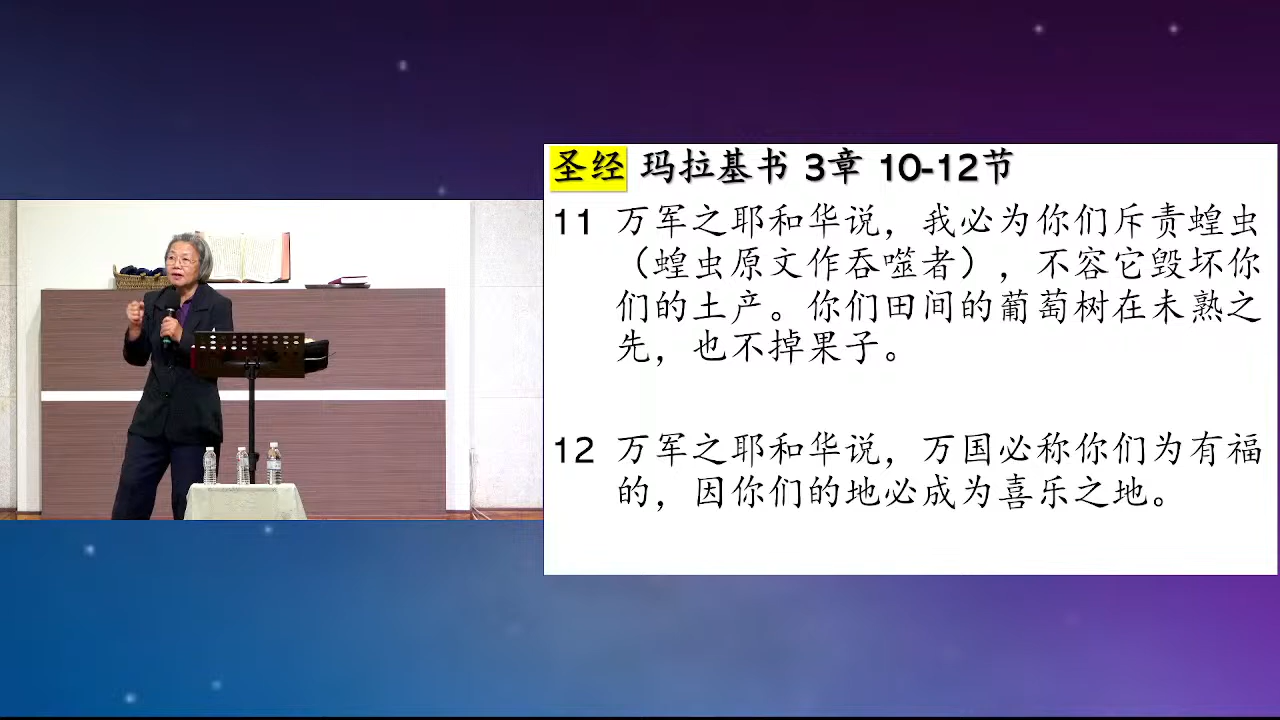 圣经 玛拉基书 3章 10-12节
11 万军之耶和华说，我必为你们斥责蝗虫
（蝗虫原文作吞噬者），不容它毁坏你
们的土产。你们田间的葡萄树在未熟之
先，也不掉果子。
12 万军之耶和华说，万国必称你们为有福
的，因你们的地必成为喜乐之地。